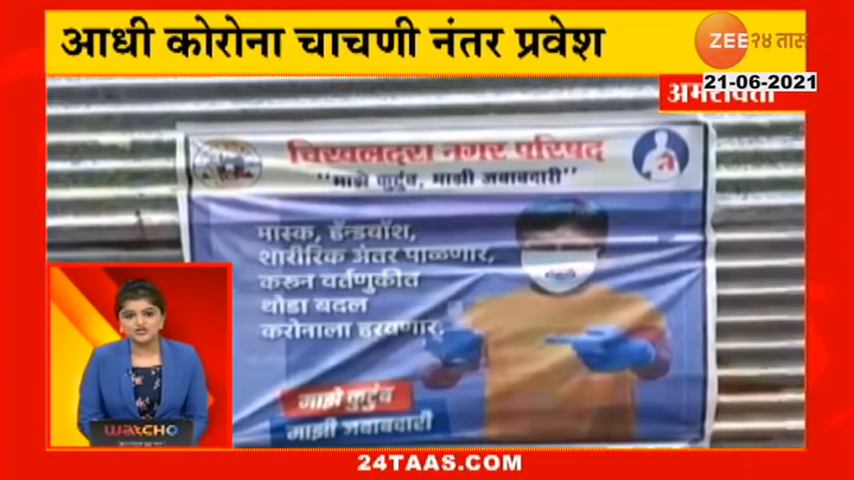 आधी कोरोना चाचणी नंतर प्रवेश
ZEE २४ तास
21-06-2021
अमरावती
चिखलदरा नगर परिषद
"माझे कुटुंब, माझी जबाबदारी"
मास्क, हॅन्डवॉश,
शारीरिक अंतर पाळणार,
करून वर्तणुकीत
थोडा बदल
करोनाला हरवणार
माझे कुटुंब
माझी जबाबदारी
WATCHO
24TAAS.COM